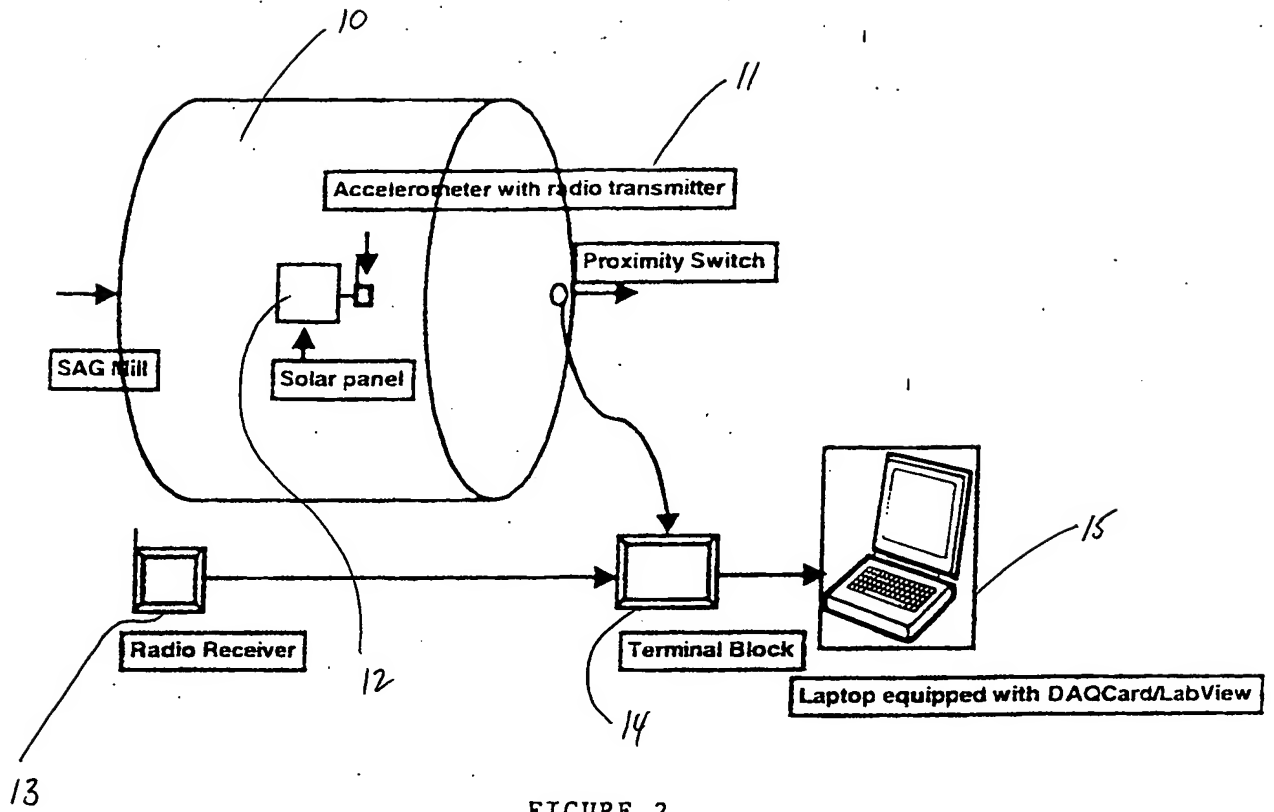 10
11
Accelerometer with radio transmitter
Proximity Switch
SAG Mill
Solar panel
15
Radio Receiver
Terminal Block
12
Laptop equipped with DAQCard/LabView
14
13
FIGURE 2